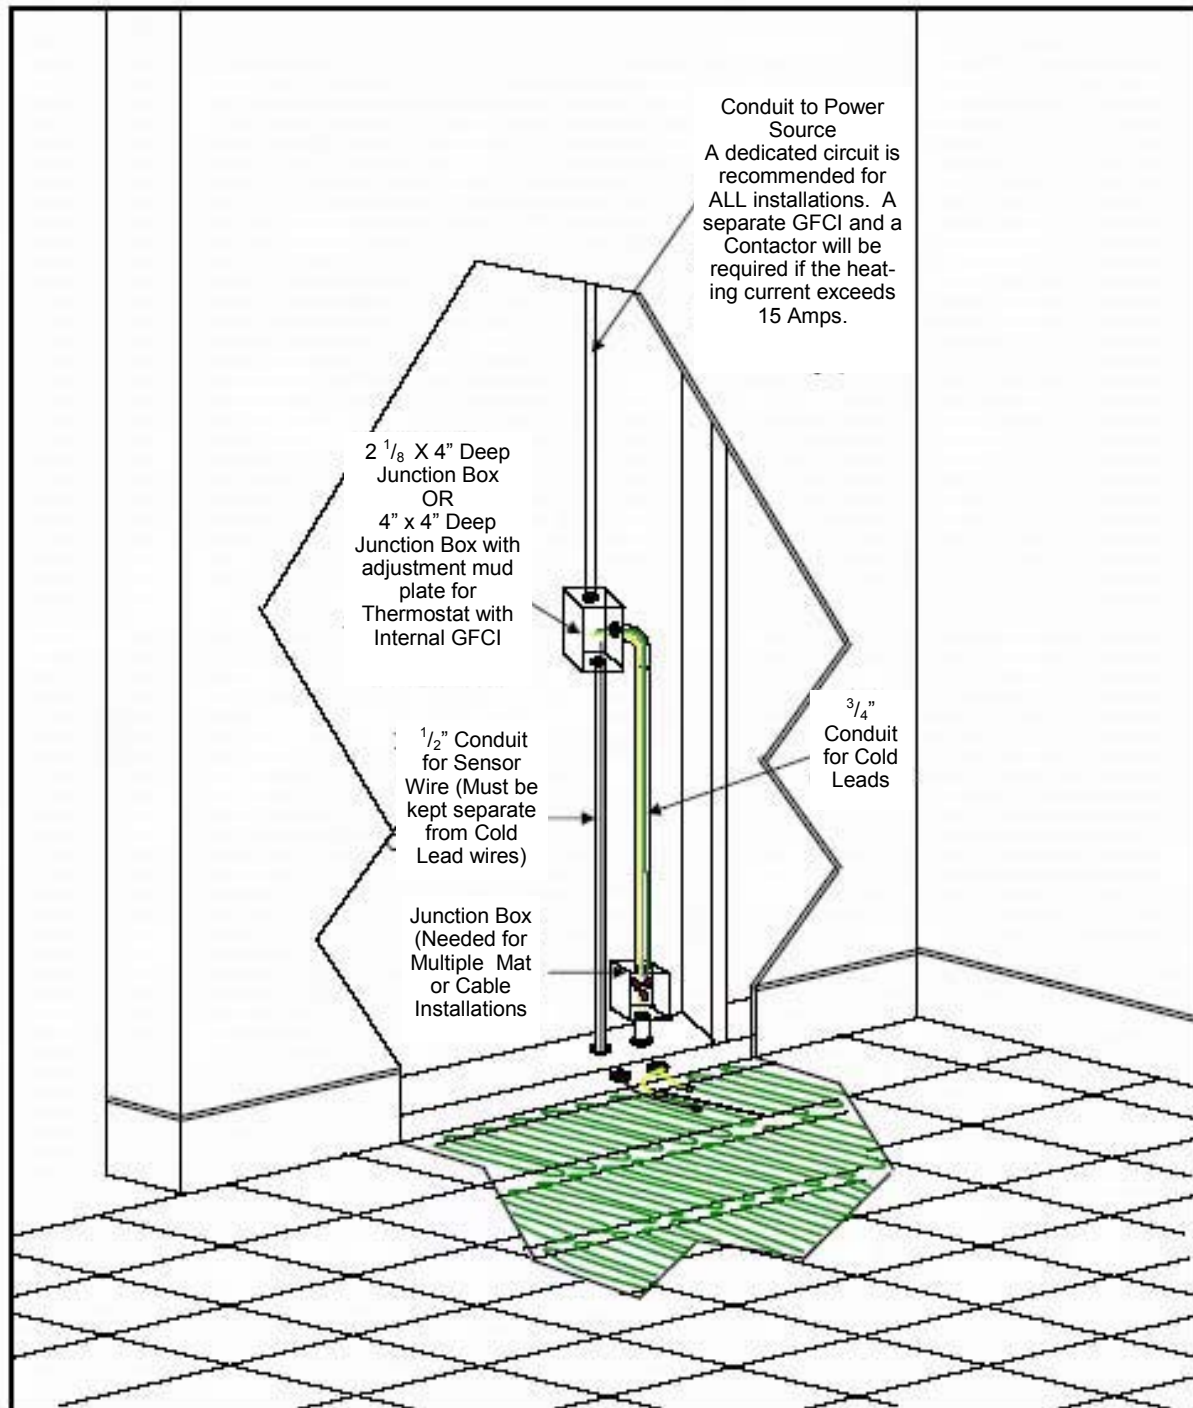 Conduit to Power
Source
A dedicated circuit is
recommended for
ALL installations. A
separate GFCI and a
Contactor will be
required if the heat-
ing current exceeds
15 Amps.
2 1/8 X 4” Deep
Junction Box
OR
4” x 4” Deep
Junction Box with
adjustment mud
plate for
Thermostat with
Internal GFCI
1/2” Conduit
for Sensor
Wire (Must be
kept separate
from Cold
Lead wires)
3/4”
Conduit
for Cold
Leads
Junction Box
(Needed for
Multiple Mat
or Cable
Installations